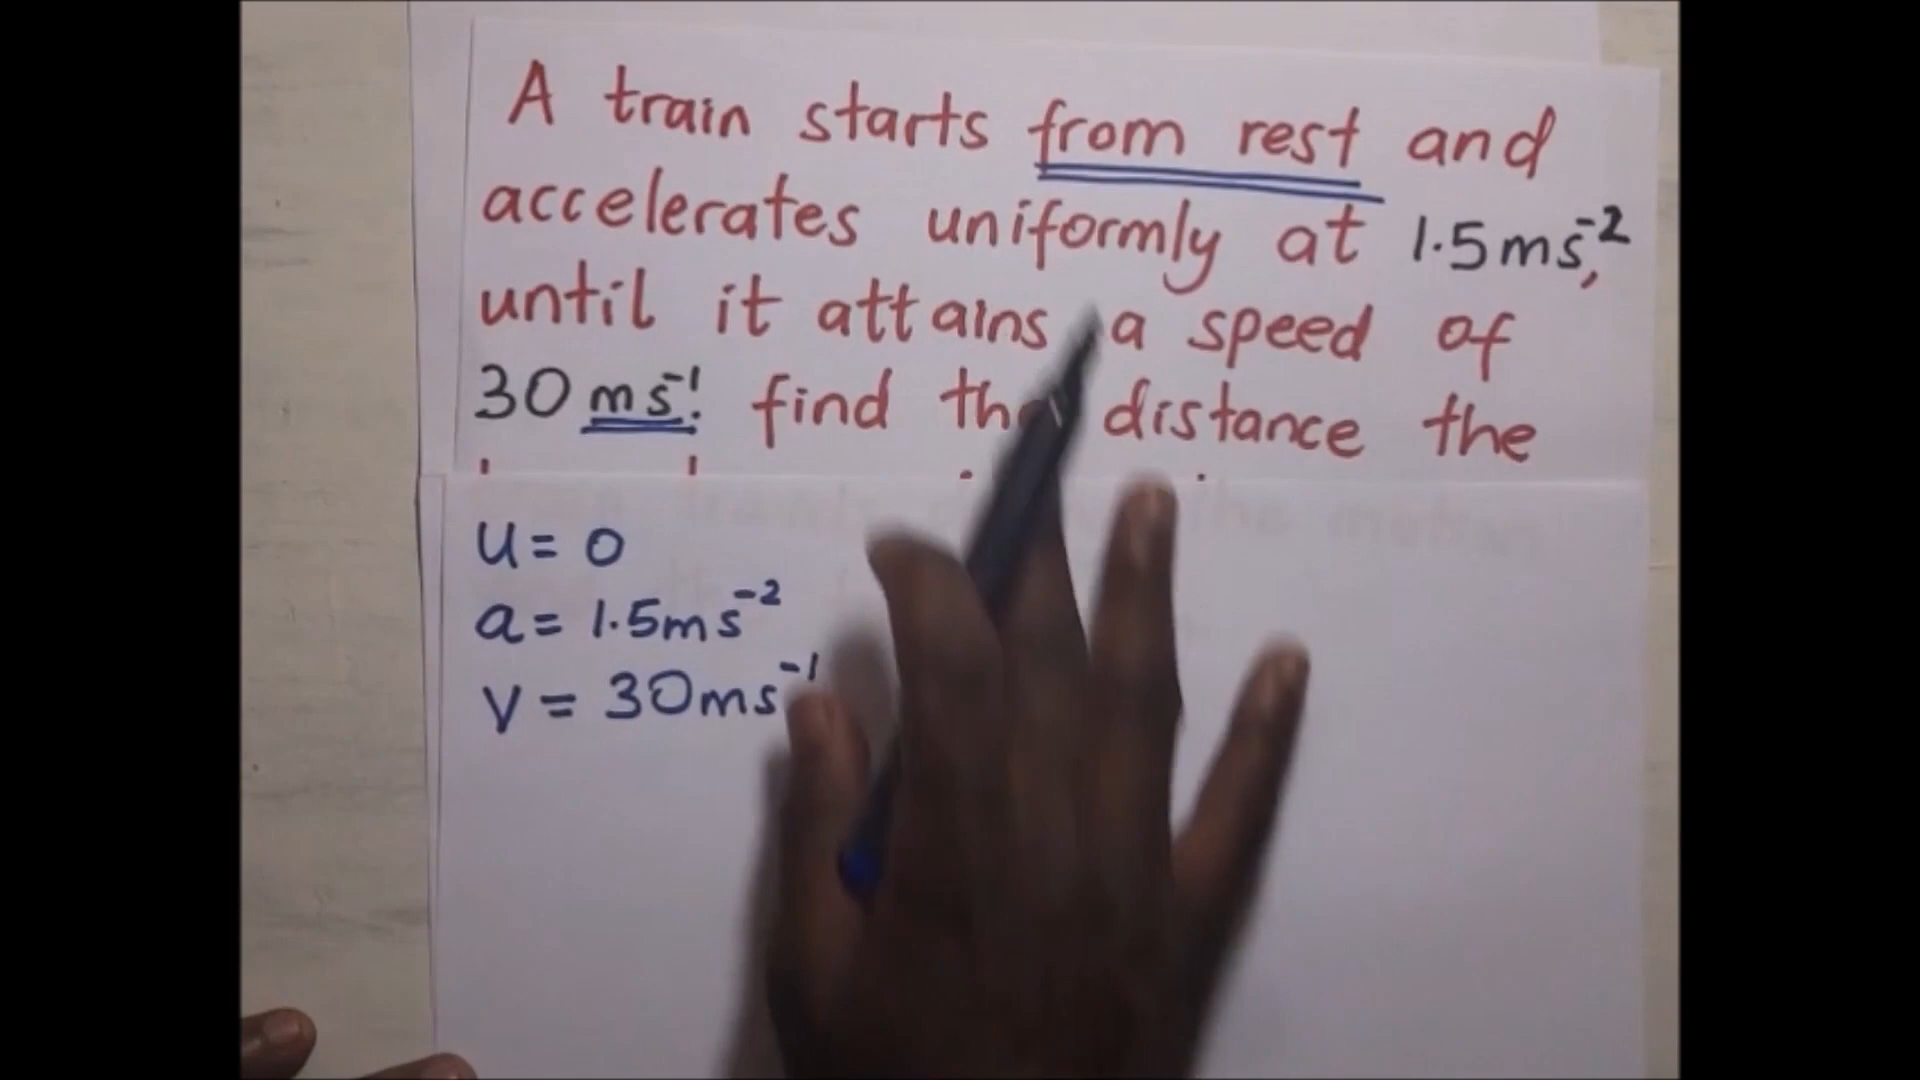 A train starts from rest and
accelerates uniformly at 1.5ms⁻²,
until it attains a speed of
30ms⁻¹. find the distance the
u = 0
a = 1.5ms⁻²
v = 30ms⁻¹